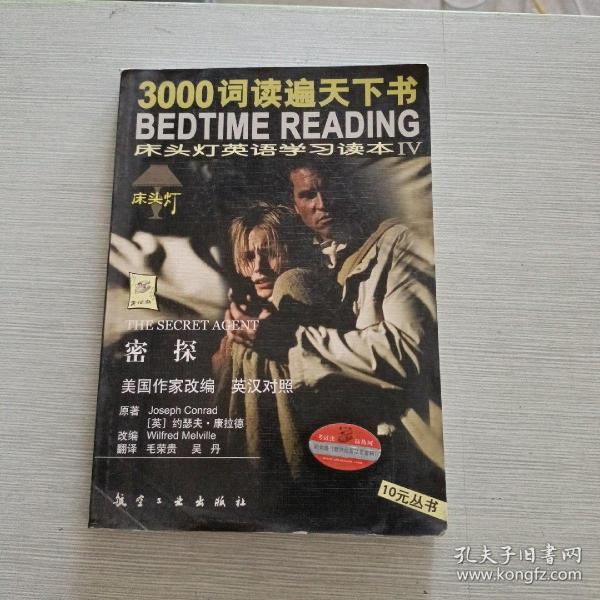 3000词读遍天下书
BEDTIME READING
床头灯英语学习读本IV
床头灯
THE SECRET AGENT
密探
美国作家改编 英汉对照
原著 Joseph Conrad
[英]约瑟夫·康拉德
改编 Wilfred Melville
翻译 毛荣贵 吴丹
航空工业出版社
10元丛书
孔夫子旧书网
www.kongfz.com